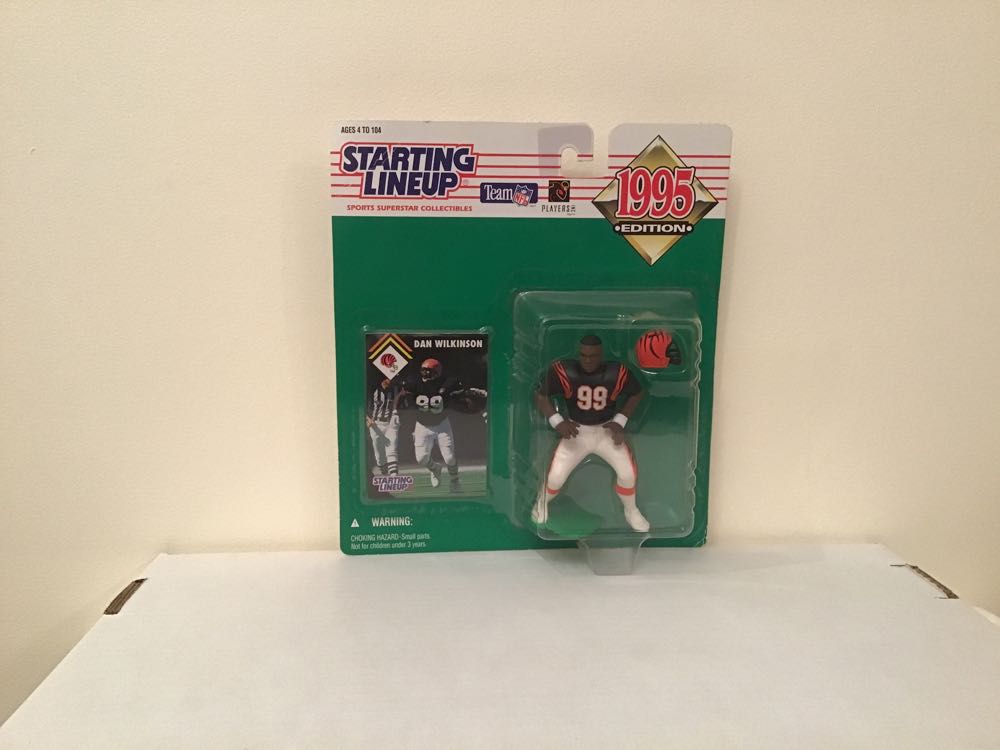 AGES 4 TO 104
STARTING
LINEUP
SPORTS SUPERSTAR COLLECTIBLES
Team NFL
PLAYERS INC
1995
EDITION
DAN WILKINSON
99
99
STARTING
LINEUP
WARNING:
CHOKING HAZARD-Small parts
Not for children under 3 years